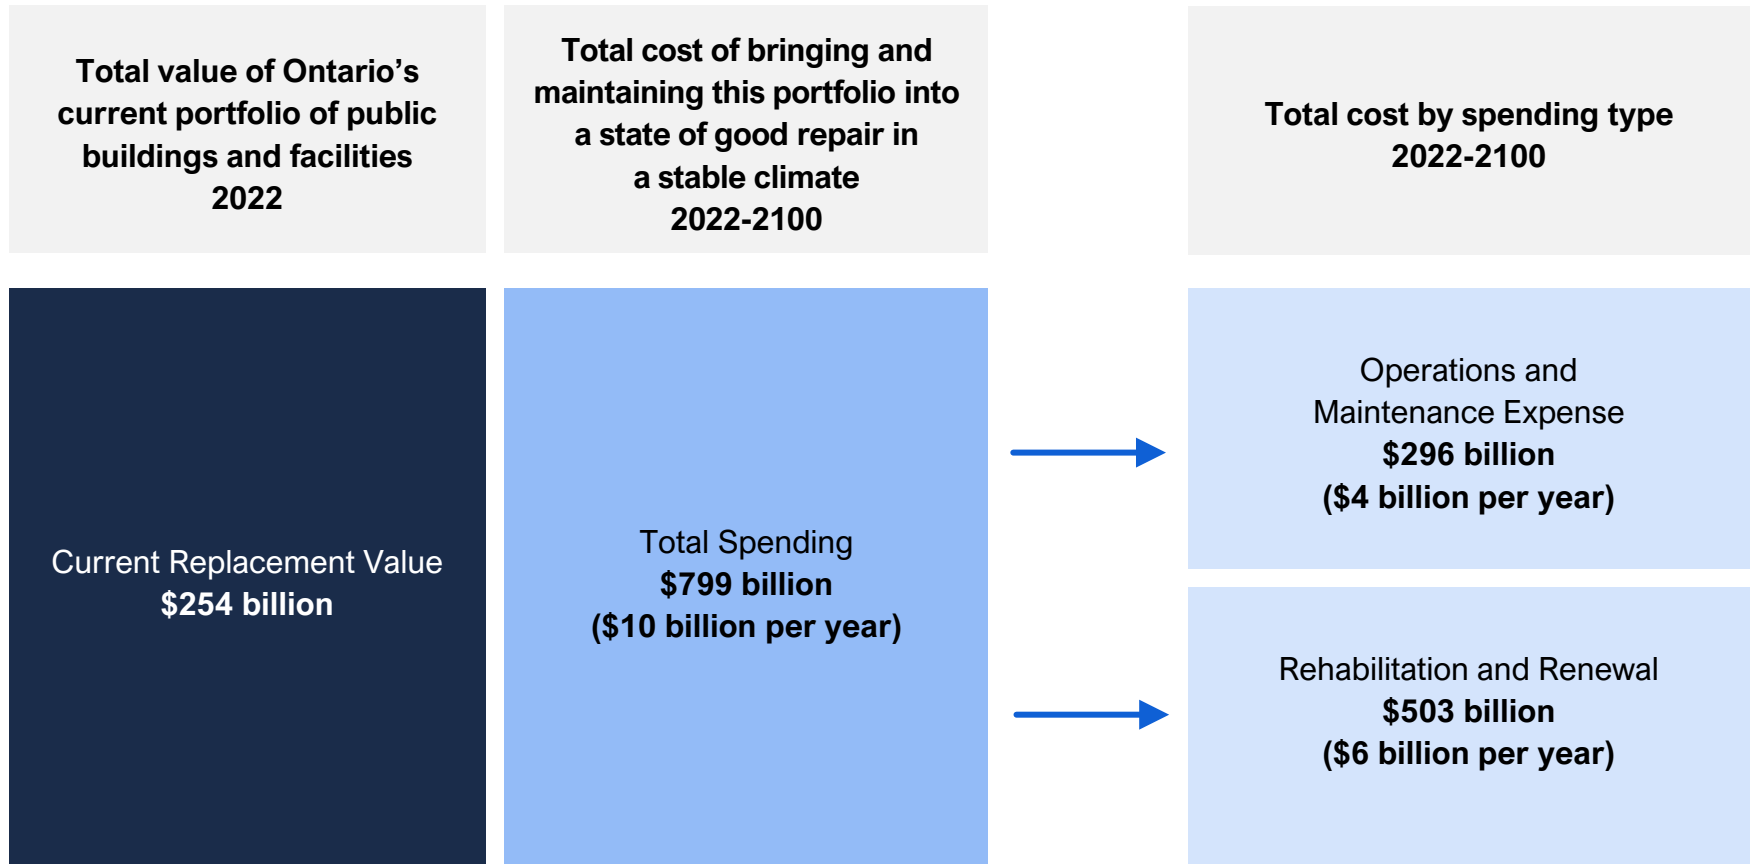 Total value of Ontario’s
current portfolio of public
buildings and facilities
2022
Total cost of bringing and
maintaining this portfolio into
a state of good repair in
a stable climate
2022-2100
Total cost by spending type
2022-2100
Current Replacement Value
$254 billion
Total Spending
$799 billion
($10 billion per year)
Operations and
Maintenance Expense
$296 billion
($4 billion per year)
Rehabilitation and Renewal
$503 billion
($6 billion per year)